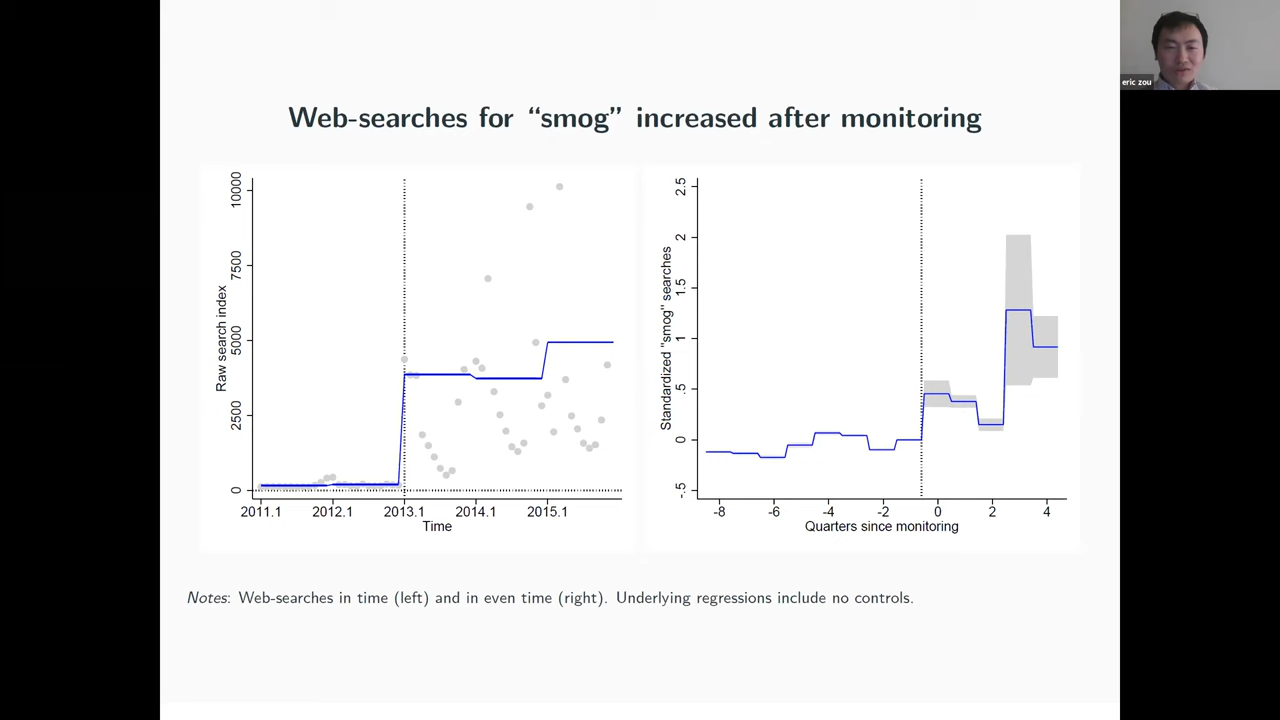 eric zou
Web-searches for “smog” increased after monitoring
Raw search index
10000
7500
5000
2500
0
2011.1 2012.1 2013.1 2014.1 2015.1
Time
Standardized "smog" searches
2.5
2
1.5
1
.5
0
-.5
-8 -6 -4 -2 0 2 4
Quarters since monitoring
Notes: Web-searches in time (left) and in even time (right). Underlying regressions include no controls.